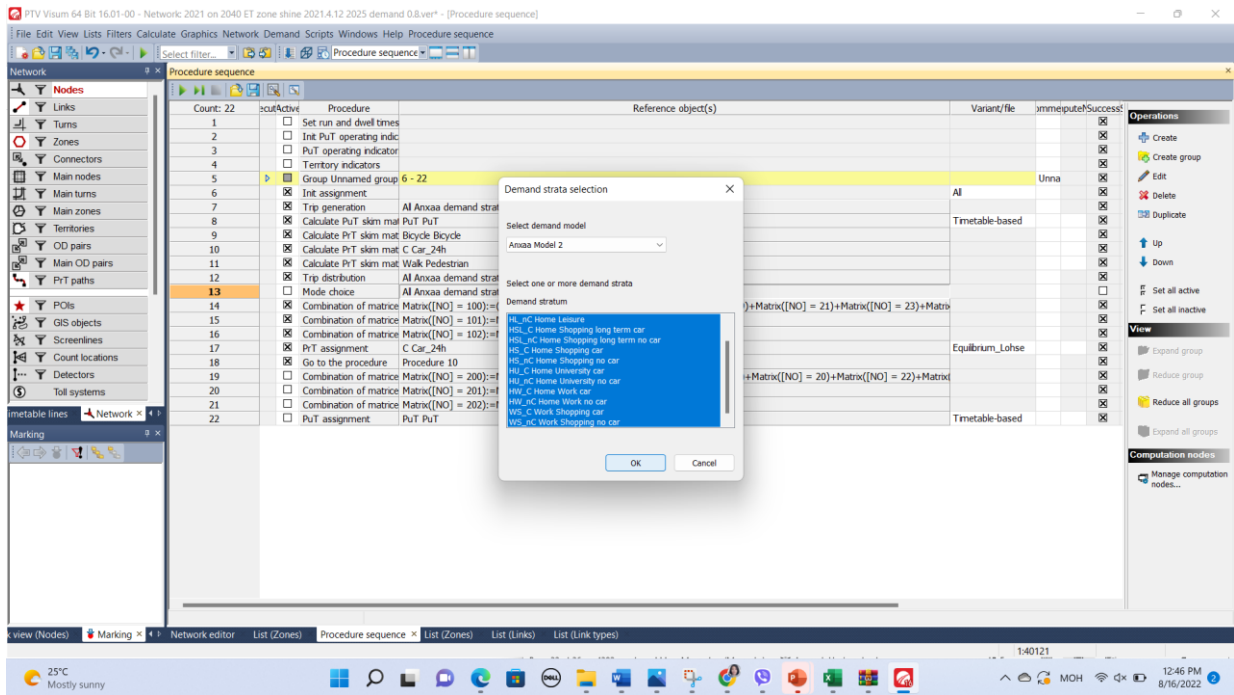 PTV Visum 64 Bit 16.01-00 - Network: 2021 on 2040 ET zone shine 2021.4.12 2025 demand 0.8.ver* - [Procedure sequence]
File Edit View Lists Filters Calculate Graphics Network Demand Scripts Windows Help Procedure sequence
Select filter... Procedure sequence
Network
Nodes
Links
Turns
Zones
Connectors
Main nodes
Main turns
Main zones
Territories
OD pairs
Main OD pairs
PrT paths
POIs
GIS objects
Screenlines
Count locations
Detectors
Toll systems
imetable lines Network
Marking
Procedure sequence
Count: 22 ecut Active Procedure Reference object(s) Variant/file omme iputeN Success
1 Set run and dwell times
2 Init PuT operating indic
3 PuT operating indicator
4 Territory indicators
5 Group Unnamed group 6 - 22 Unna
6 Init assignment All
7 Trip generation All Anxaa demand strat
8 Calculate PuT skim mat PuT PuT Timetable-based
9 Calculate PrT skim mat Bicycle Bicycle
10 Calculate PrT skim mat C Car_24h
11 Calculate PrT skim mat Walk Pedestrian
12 Trip distribution All Anxaa demand strat
13 Mode choice All Anxaa demand strat
14 Combination of matrice Matrix([NO] = 100):=( )+Matrix([NO] = 21)+Matrix([NO] = 23)+Matrix
15 Combination of matrice Matrix([NO] = 101):=
16 Combination of matrice Matrix([NO] = 102):=
17 PrT assignment C Car_24h Equilibrium_Lohse
18 Go to the procedure Procedure 10
19 Combination of matrice Matrix([NO] = 200):= +Matrix([NO] = 20)+Matrix([NO] = 22)+Matrix(
20 Combination of matrice Matrix([NO] = 201):=
21 Combination of matrice Matrix([NO] = 202):=
22 PuT assignment PuT PuT Timetable-based
Demand strata selection
Select demand model
Anxaa Model 2
Select one or more demand strata
Demand stratum
HL_nC Home Leisure
HSL_C Home Shopping long term car
HSL_nC Home Shopping long term no car
HS_C Home Shopping car
HS_nC Home Shopping no car
HU_C Home University car
HU_nC Home University no car
HW_C Home Work car
HW_nC Home Work no car
WS_C Work Shopping car
WS_nC Work Shopping no car
OK Cancel
Operations
Create
Create group
Edit
Delete
Duplicate
Up
Down
Set all active
Set all inactive
View
Expand group
Reduce group
Reduce all groups
Expand all groups
Computation nodes
Manage computation
nodes...
k view (Nodes) Marking Network editor List (Zones) Procedure sequence List (Zones) List (Links) List (Link types)
1:40121
25°C
Mostly sunny
DELL
МОН
12:46 PM
8/16/2022
2